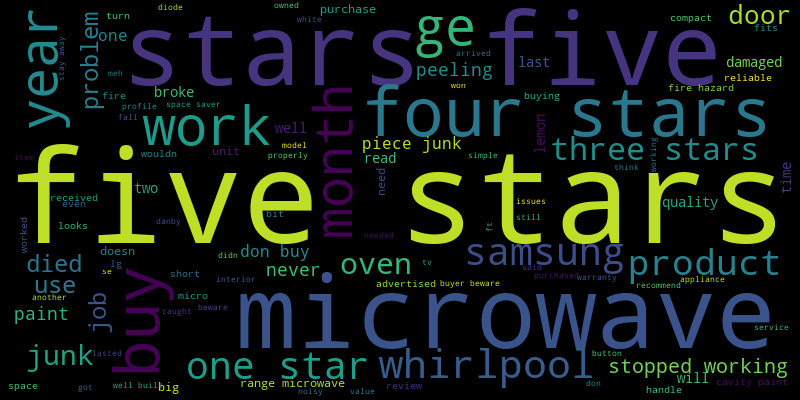 diode
owned
turn
purchase
white
compact
door
fits
stars five
ge
year
stay away
problem
one
arrived
last
peeling
damaged
reliable
meh
broke
won
fire hazard
fire
profile
space saver
buying
four stars
work
month
fall
well
lemon
model
piece junk
three stars
wouldn
unit
properly
read
simple
working
item
think
time
five stars
two
need
received
even
issues
quality
danby
bit
still
looks
ft
worked
needed
doesn
didn
don buy
samsung
died
lg
se
never
oven
tv
said
product
use
buy
short
interior
purchased
warranty
appliance
another
micro
advertised
buyer beware
recommend
job
caught
beware
microwave
paint
service
junk
lasted
button
one star
whirlpool
stopped working
space
got
well buil
big
range microwave
noisy
value
review
don
will
handle
cavity paint